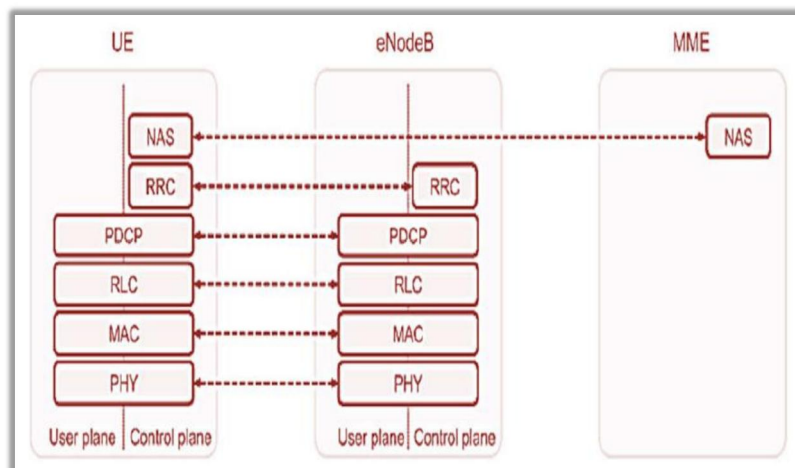 UE eNodeB MME
NAS NAS
RRC RRC
PDCP PDCP
RLC RLC
MAC MAC
PHY PHY
User plane Control plane User plane Control plane